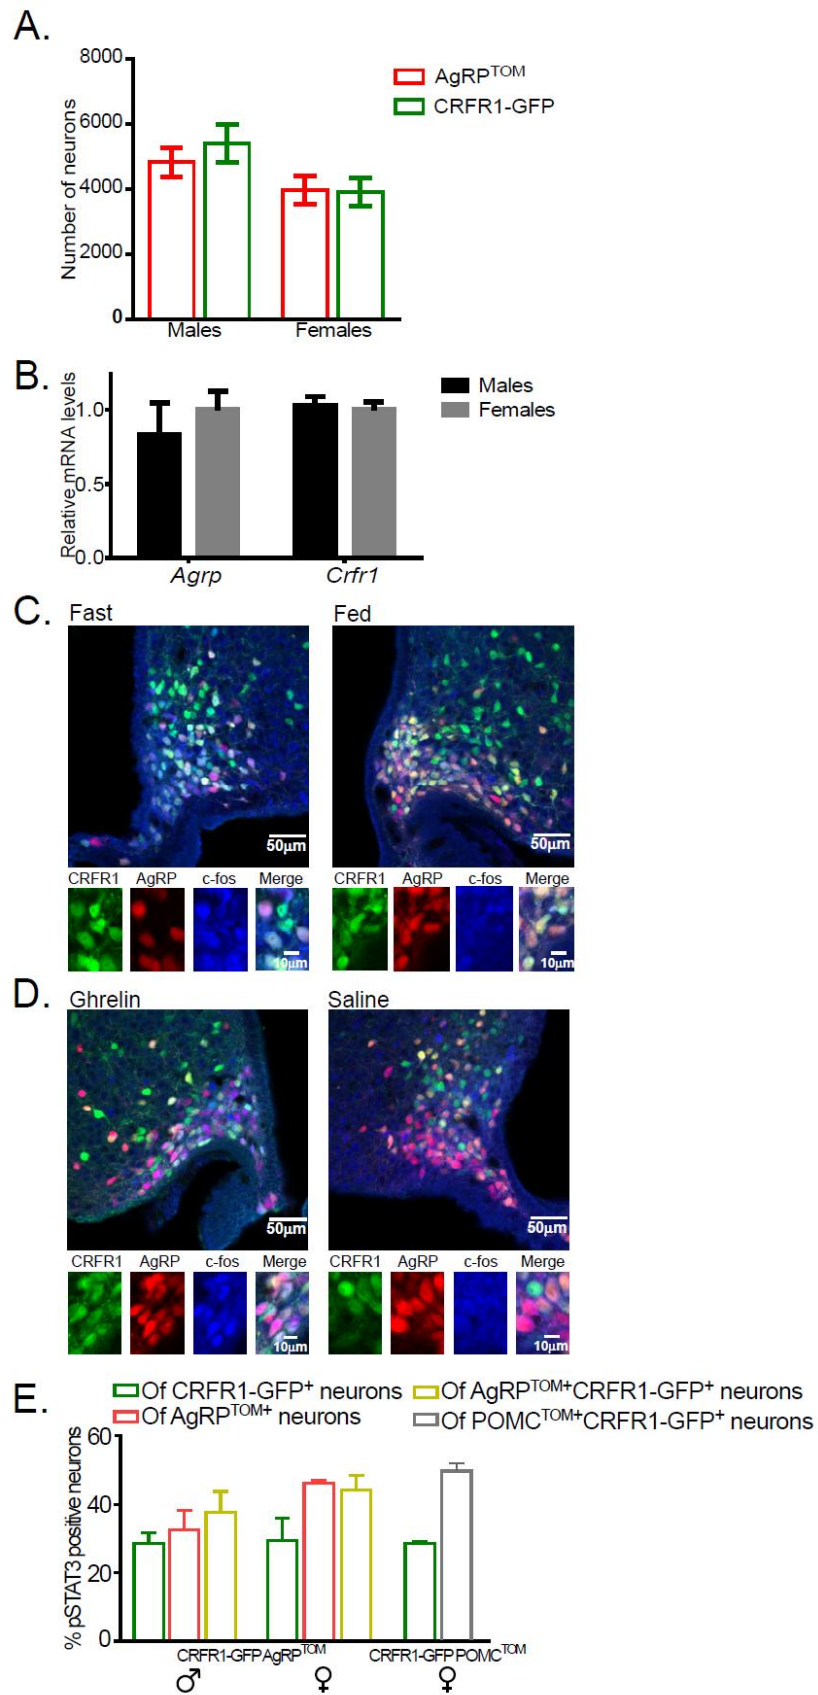 A.
8000
6000
4000
2000
0
Number of neurons
AgRPTOM
CRFR1-GFP
Males
Females
B.
Relative mRNA levels
1.0
0.5
0.0
Males
Females
Agrp
Crfr1
C.
Fast
Fed
50µm
50µm
CRFR1 AgRP c-fos Merge
CRFR1 AgRP c-fos Merge
10µm
10µm
D.
Ghrelin
Saline
50µm
50µm
CRFR1 AgRP c-fos Merge
CRFR1 AgRP c-fos Merge
10µm
10µm
E.
Of CRFR1-GFP+ neurons
Of AgRPTOM+CRFR1-GFP+ neurons
Of AgRPTOM+ neurons
Of POMCTOM+CRFR1-GFP+ neurons
% pSTAT3 positive neurons
60
40
20
0
CRFR1-GFPAgRPTOM
CRFR1-GFPPOMCTOM
♂ ♀ ♀